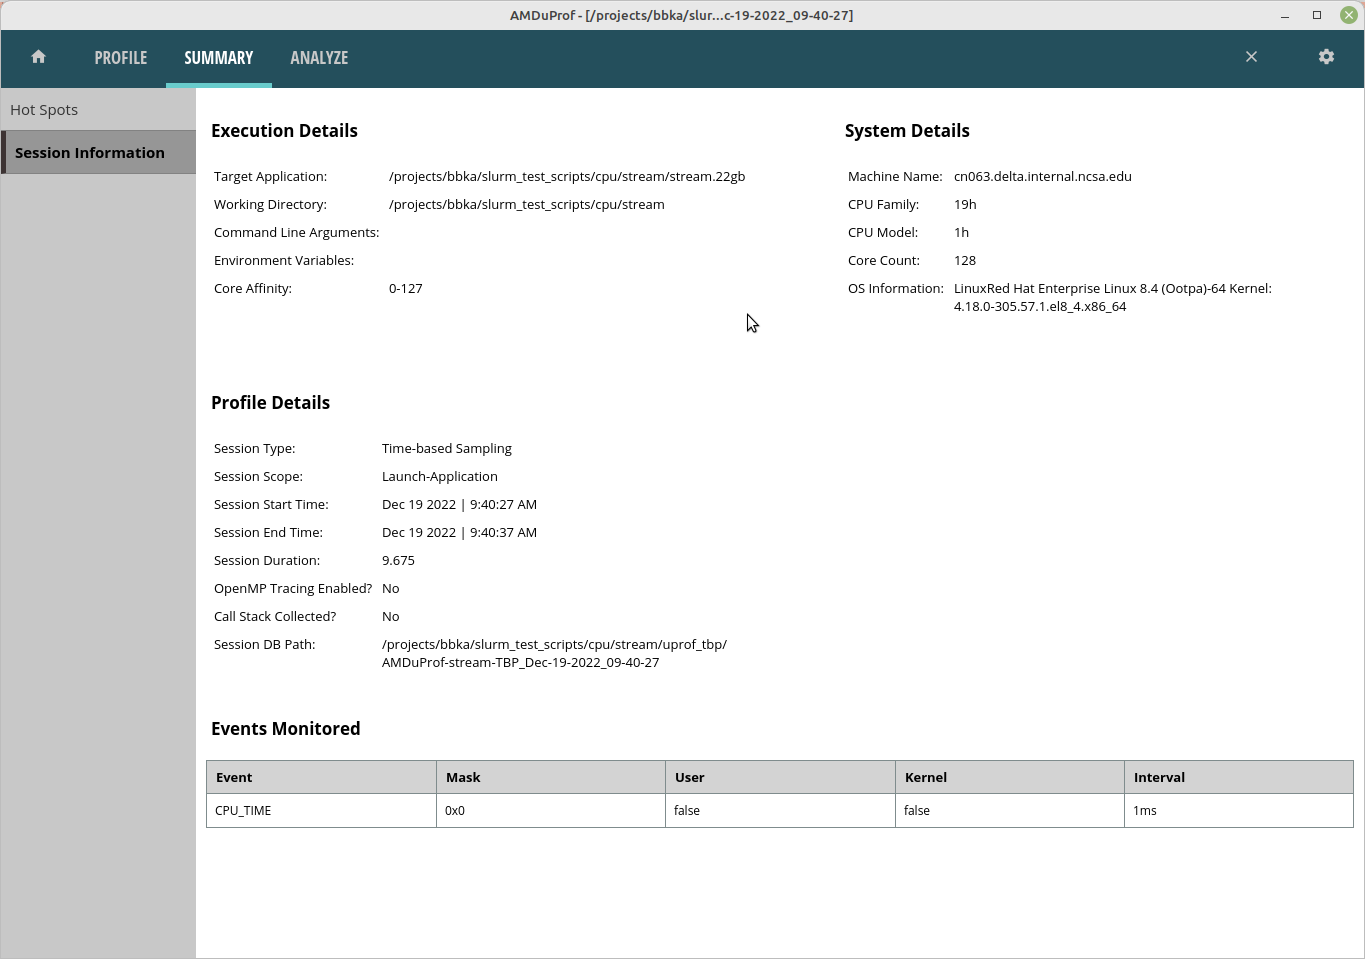 AMDuProf - [/projects/bbka/slur...c-19-2022_09-40-27]
PROFILE SUMMARY ANALYZE
Hot Spots
Session Information
Execution Details
Target Application: /projects/bbka/slurm_test_scripts/cpu/stream/stream.22gb
Working Directory: /projects/bbka/slurm_test_scripts/cpu/stream
Command Line Arguments:
Environment Variables:
Core Affinity: 0-127
System Details
Machine Name: cn063.delta.internal.ncsa.edu
CPU Family: 19h
CPU Model: 1h
Core Count: 128
OS Information: LinuxRed Hat Enterprise Linux 8.4 (Ootpa)-64 Kernel:
4.18.0-305.57.1.el8_4.x86_64
Profile Details
Session Type: Time-based Sampling
Session Scope: Launch-Application
Session Start Time: Dec 19 2022 | 9:40:27 AM
Session End Time: Dec 19 2022 | 9:40:37 AM
Session Duration: 9.675
OpenMP Tracing Enabled? No
Call Stack Collected? No
Session DB Path: /projects/bbka/slurm_test_scripts/cpu/stream/uprof_tbp/
AMDuProf-stream-TBP_Dec-19-2022_09-40-27
Events Monitored
Event Mask User Kernel Interval
CPU_TIME 0x0 false false 1ms